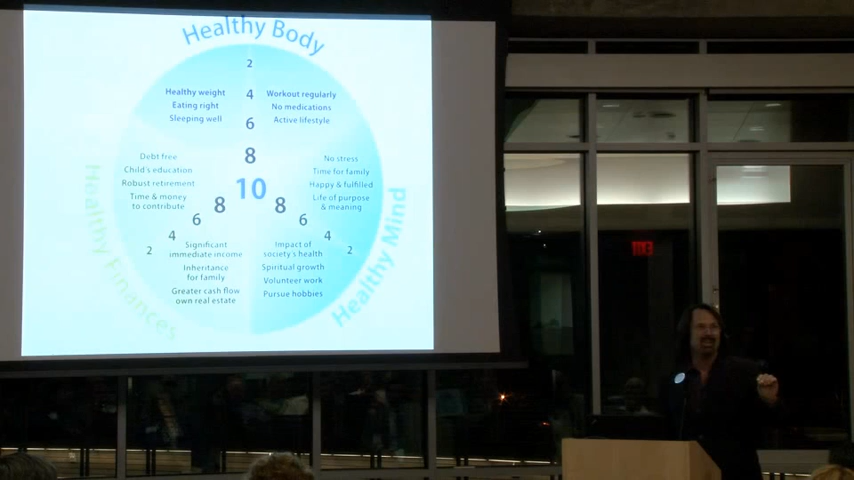 Healthy Body
2
Healthy weight 4 Workout regularly
Eating right No medications
Sleeping well 6 Active lifestyle
8
Debt free No stress
Child's education Time for family
Robust retirement 10 Happy & fulfilled
Time & money Life of purpose
to contribute 8 8 & meaning
6 6
4 4
2 2
Significant Impact of
immediate income society's health
Inheritance Spiritual growth
for family Volunteer work
Greater cash flow Pursue hobbies
own real estate
Healthy Finances
Healthy Mind